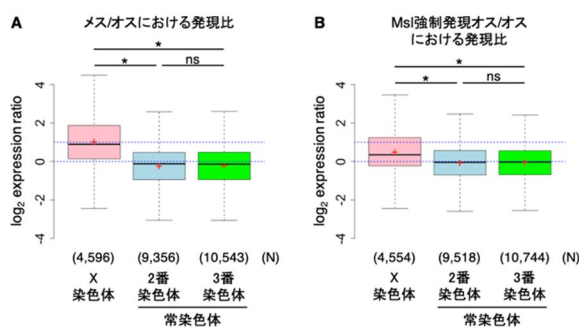 A
メス/オスにおける発現比
*
*
ns
log2 expression ratio
4
2
0
-2
-4
(4,596) (9,356) (10,543) (N)
X 2番 3番
染色体 染色体 染色体
常染色体
B
Msl強制発現オス/オス
における発現比
*
*
ns
log2 expression ratio
4
2
0
-2
-4
(4,554) (9,518) (10,744) (N)
X 2番 3番
染色体 染色体 染色体
常染色体